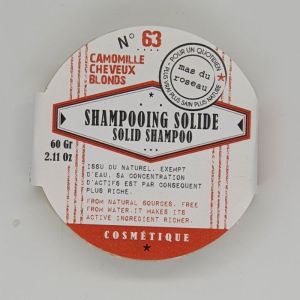 N° 63
CAMOMILLE
CHEVEUX
BLONDS
POUR UN QUOTIDIEN
PLUS SAIN PLUS NATURE
mas du
roseau
SHAMPOOING SOLIDE
SOLID SHAMPOO
60 Gr
2.11 Oz
ISSU DU NATUREL, EXEMPT
D'EAU, SA CONCENTRATION
D'ACTIFS EST PAR CONSEQUENT
PLUS RICHE.
FROM NATURAL SOURCES, FREE
FROM WATER.IT MAKES ITS
ACTIVE INGREDIENT RICHER.
COSMÉTIQUE